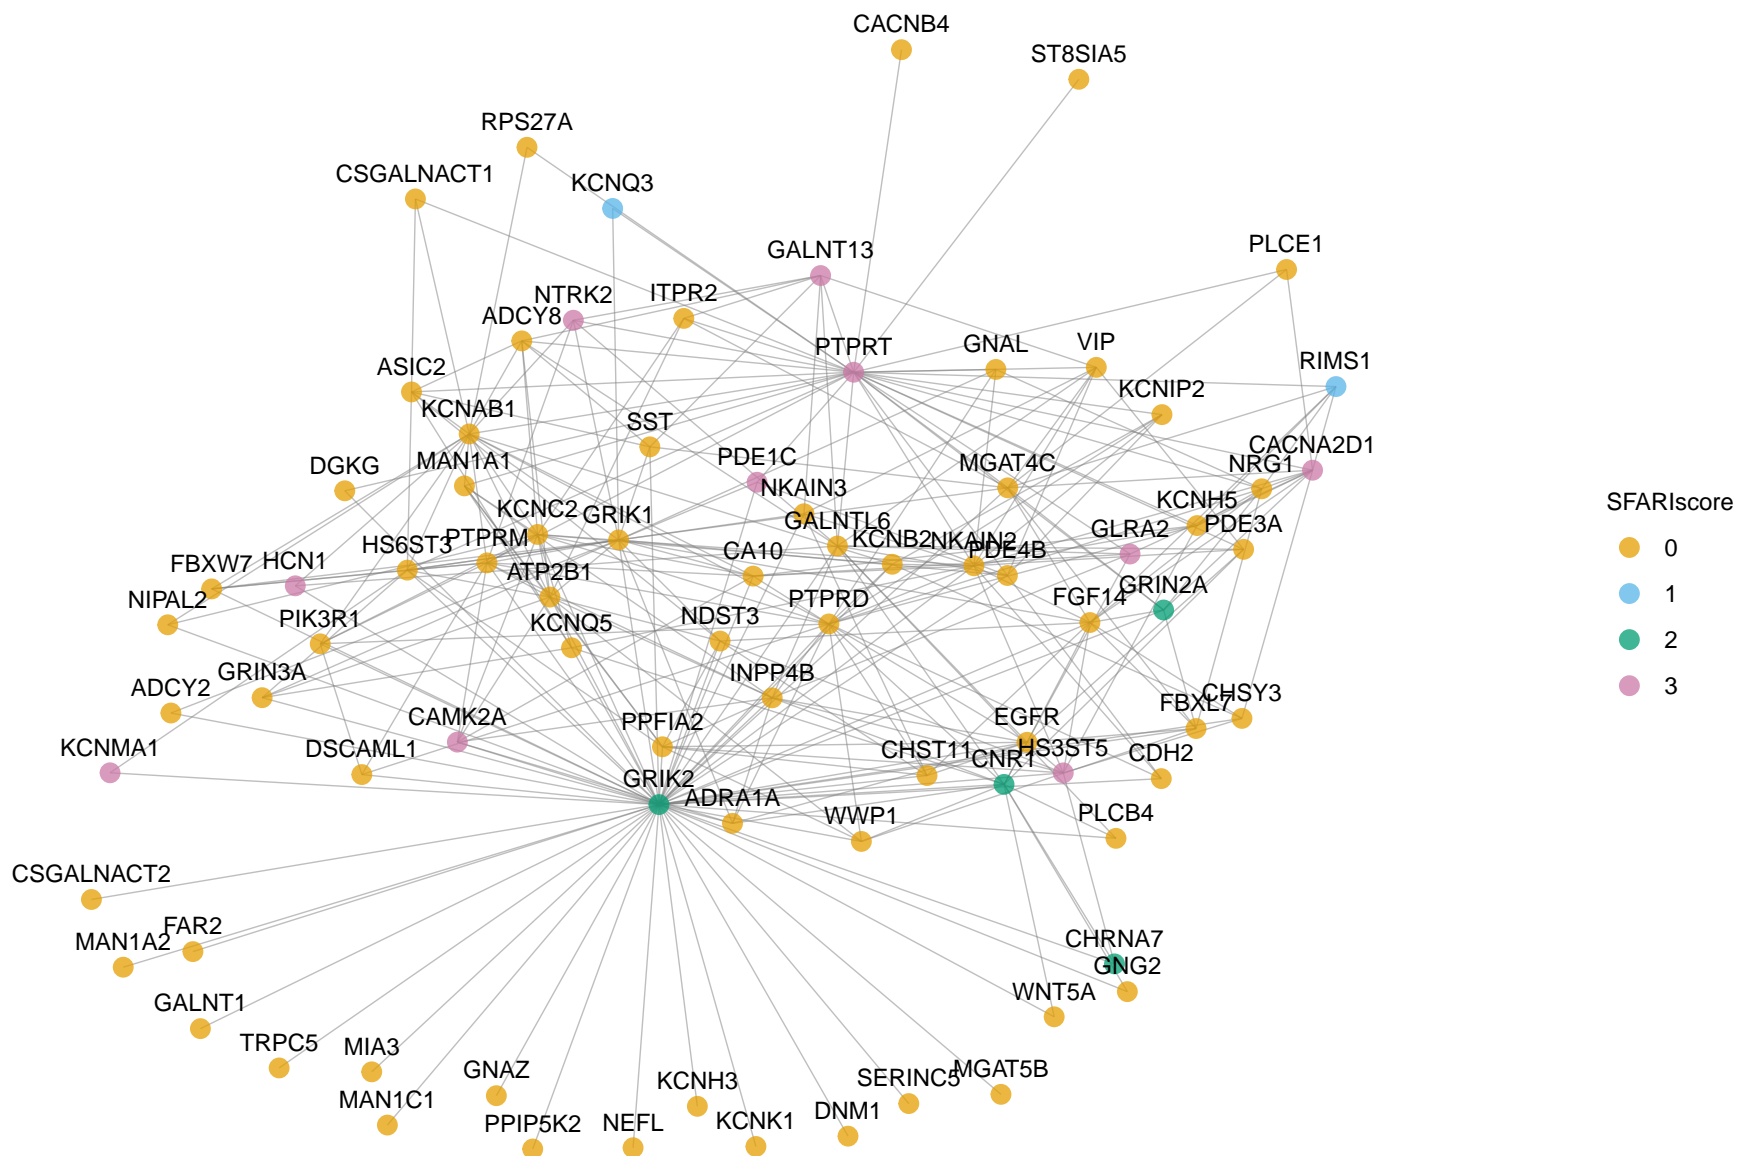 CACNB4
ST8SIA5
RPS27A
CSGALNACT1
KCNQ3
GALNT13
PLCE1
NTRK2
ITPR2
ADCY8
PTPRT
GNAL
VIP
RIMS1
ASIC2
KCNIP2
KCNAB1
SST
CACNA2D1
MAN1A1
PDE1C
MGAT4C
NRG1
DGKG
NKAIN3
KCNH5
KCNC2
GRIK1
GALNTL6
GLRA2
PDE3A
HS6ST3
PTPRM
KCNB2
NKAIN2
PDE4B
CA10
FBXW7
HCN1
ATP2B1
GRIN2A
NIPAL2
PTPRD
FGF14
PIK3R1
KCNQ5
NDST3
GRIN3A
INPP4B
ADCY2
CHSY3
FBXL7
CAMK2A
PPFIA2
EGFR
KCNMA1
DSCAML1
CHST11
HS3ST5
CDH2
CNR1
GRIK2
ADRA1A
WWP1
PLCB4
CSGALNACT2
MAN1A2
FAR2
CHRNA7
GNG2
GALNT1
WNT5A
TRPC5
MIA3
GNAZ
KCNH3
SERINC5
MGAT5B
MAN1C1
PPIP5K2
NEFL
KCNK1
DNM1
SFARIscore
0
1
2
3